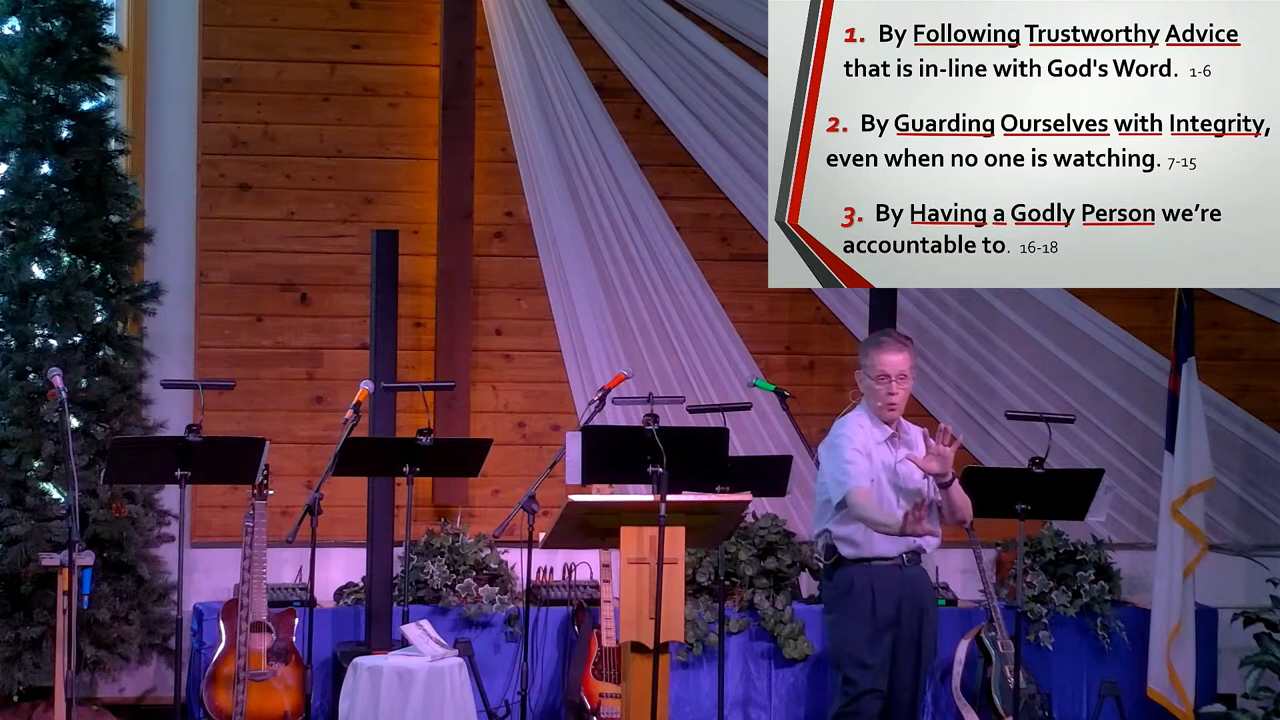 1. By Following Trustworthy Advice
that is in-line with God's Word. 1-6
2. By Guarding Ourselves with Integrity,
even when no one is watching. 7-15
3. By Having a Godly Person we’re
accountable to. 16-18